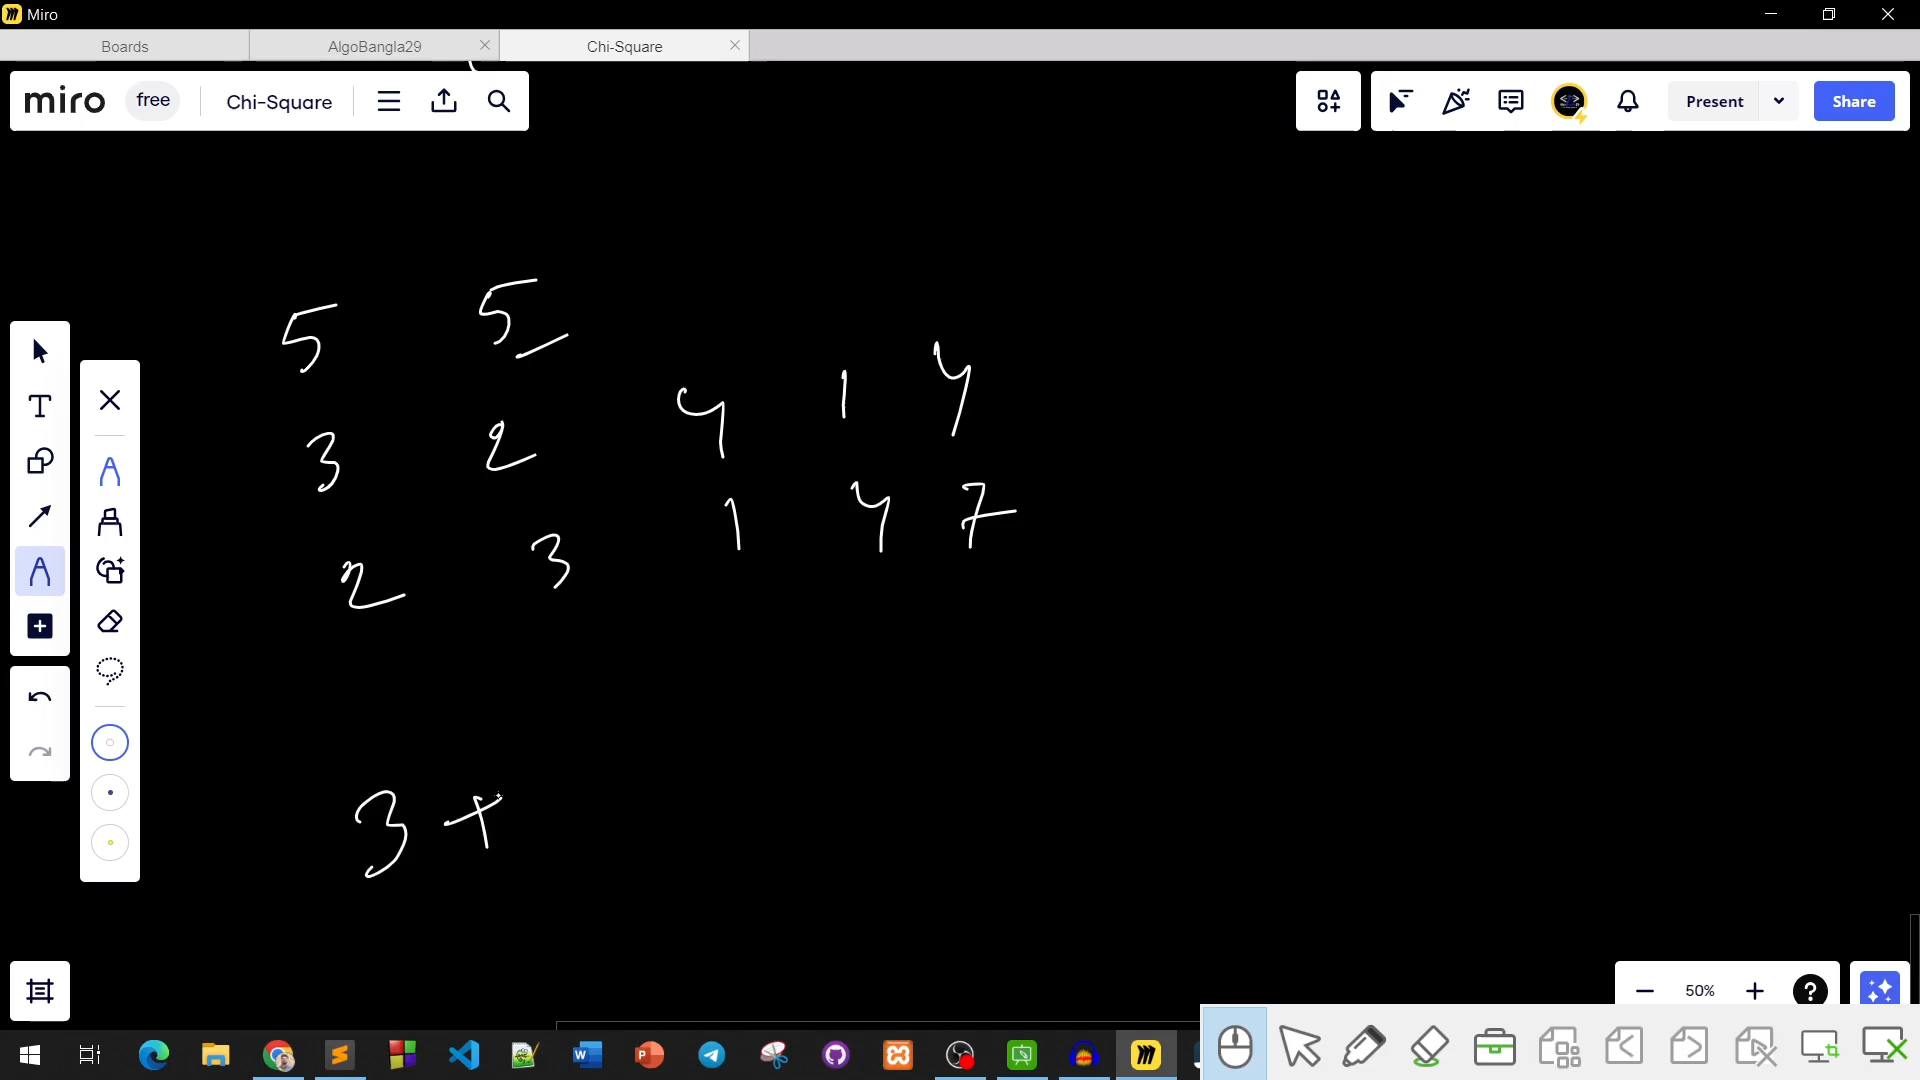 Miro
Boards
AlgoBangla29
Chi-Square
miro
free
Chi-Square
Present
Share
5 5
3 2 4 1 4
2 3 1 4 7
3 +
50%